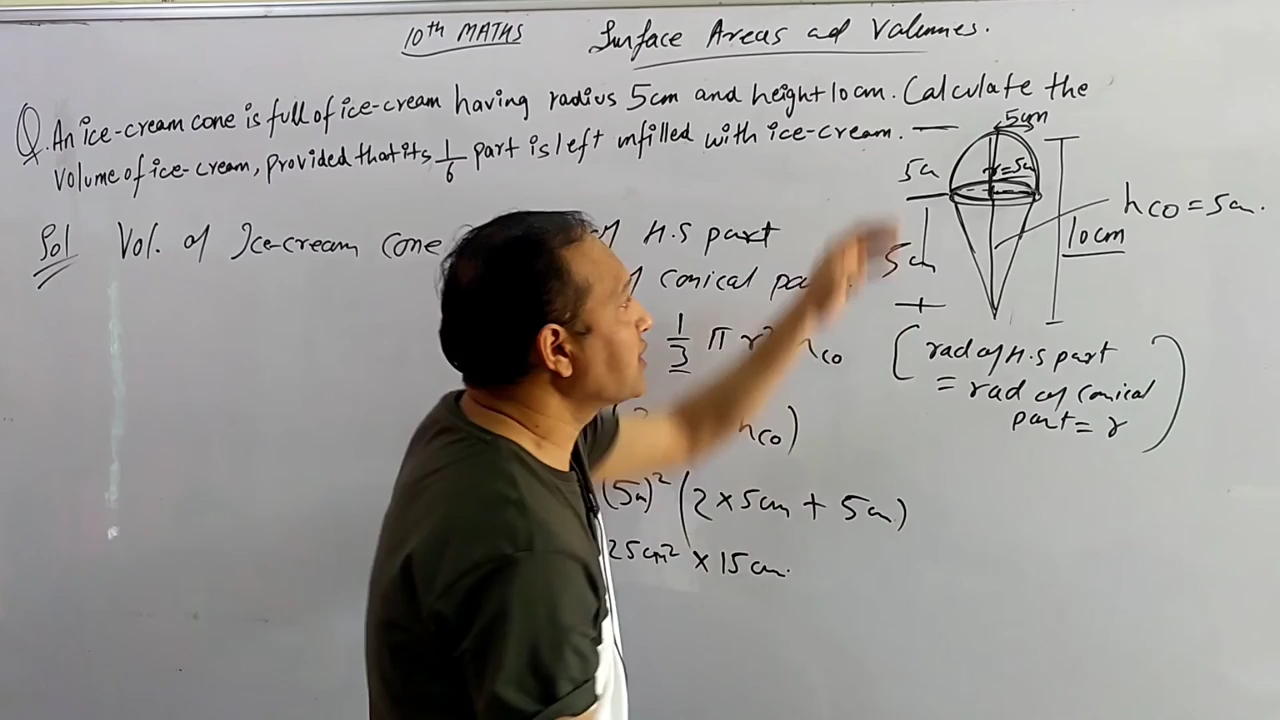 10th MATHS Surface Areas ad Volumes.
Q. An ice-cream cone is full of ice-cream having radius 5cm and height 10cm. Calculate the
Volume of ice-cream, provided that its 1/6 part is left unfilled with ice-cream.
Sol Vol. of Ice-cream cone H.S part
conical
1/3 π r²
hco)
(5cm)² (2×5cm + 5cm)
25cm² × 15cm.
5cm
5cm
r=5cm
5cm
10cm
hco = 5cm.
(rad of H.S part
= rad of conical
part = r)